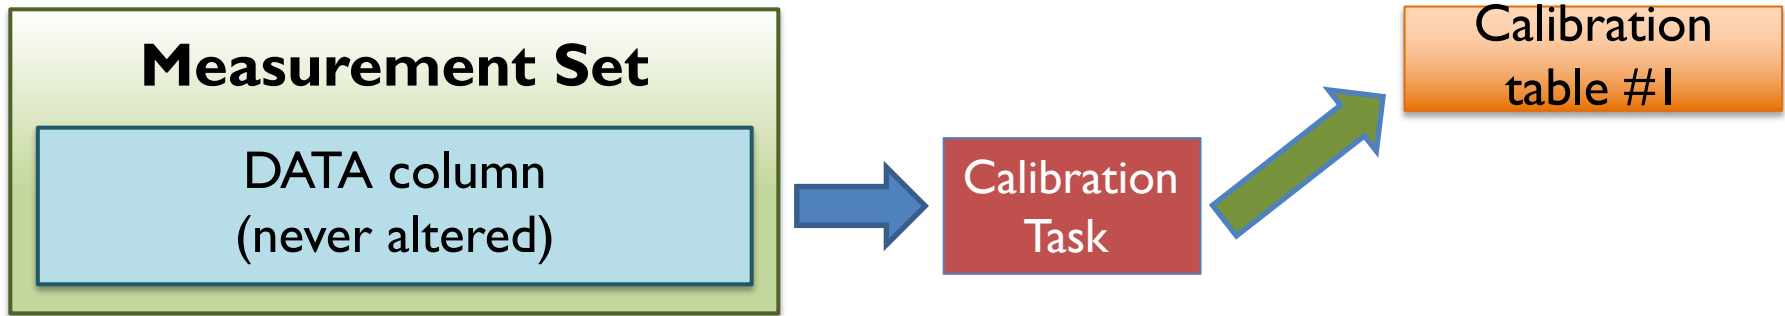 Measurement Set
DATA column
(never altered)
Calibration
Task
Calibration
table #1